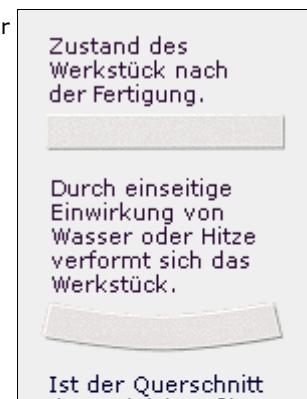 r
Zustand des
Werkstück nach
der Fertigung.
Durch einseitige
Einwirkung von
Wasser oder Hitze
verformt sich das
Werkstück.
Ist der Querschnitt